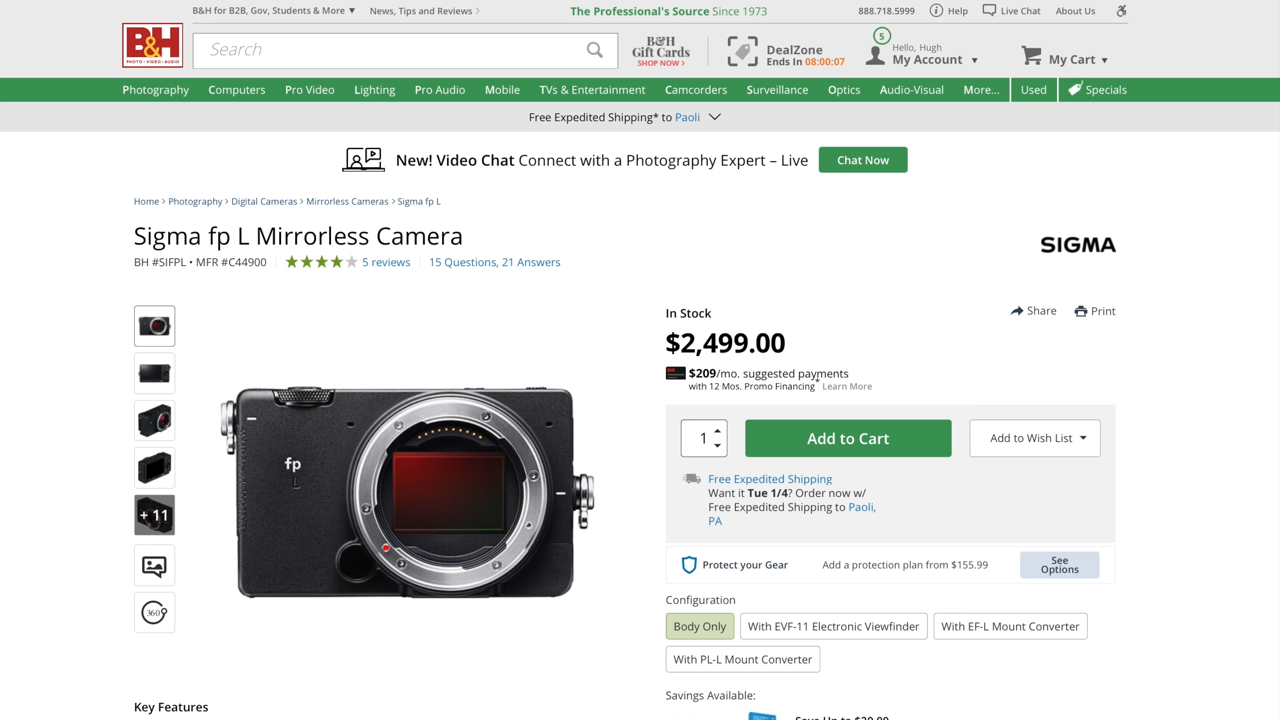 B&H for B2B, Gov, Students & More ▼ News, Tips and Reviews > The Professional's Source Since 1973 888.718.5999 Help Live Chat About Us
B&H
PHOTO • VIDEO • AUDIO
Search
B&H
Gift Cards
SHOP NOW >
DealZone
Ends In 08:00:07
5
Hello, Hugh
My Account ▼
My Cart ▼
Photography Computers Pro Video Lighting Pro Audio Mobile TVs & Entertainment Camcorders Surveillance Optics Audio-Visual More... Used Specials
Free Expedited Shipping* to Paoli
New! Video Chat Connect with a Photography Expert – Live Chat Now
Home > Photography > Digital Cameras > Mirrorless Cameras > Sigma fp L
Sigma fp L Mirrorless Camera
SIGMA
BH #SIFPL • MFR #C44900 5 reviews 15 Questions, 21 Answers
In Stock
Share Print
$2,499.00
$209/mo. suggested payments
with 12 Mos. Promo Financing* Learn More
1 Add to Cart Add to Wish List
Free Expedited Shipping
Want it Tue 1/4? Order now w/
Free Expedited Shipping to Paoli,
PA
fp
L
+ 11
360°
Protect your Gear Add a protection plan from $155.99 See
Options
Configuration
Body Only With EVF-11 Electronic Viewfinder With EF-L Mount Converter
With PL-L Mount Converter
Savings Available:
Key Features
Save Up to $20.00